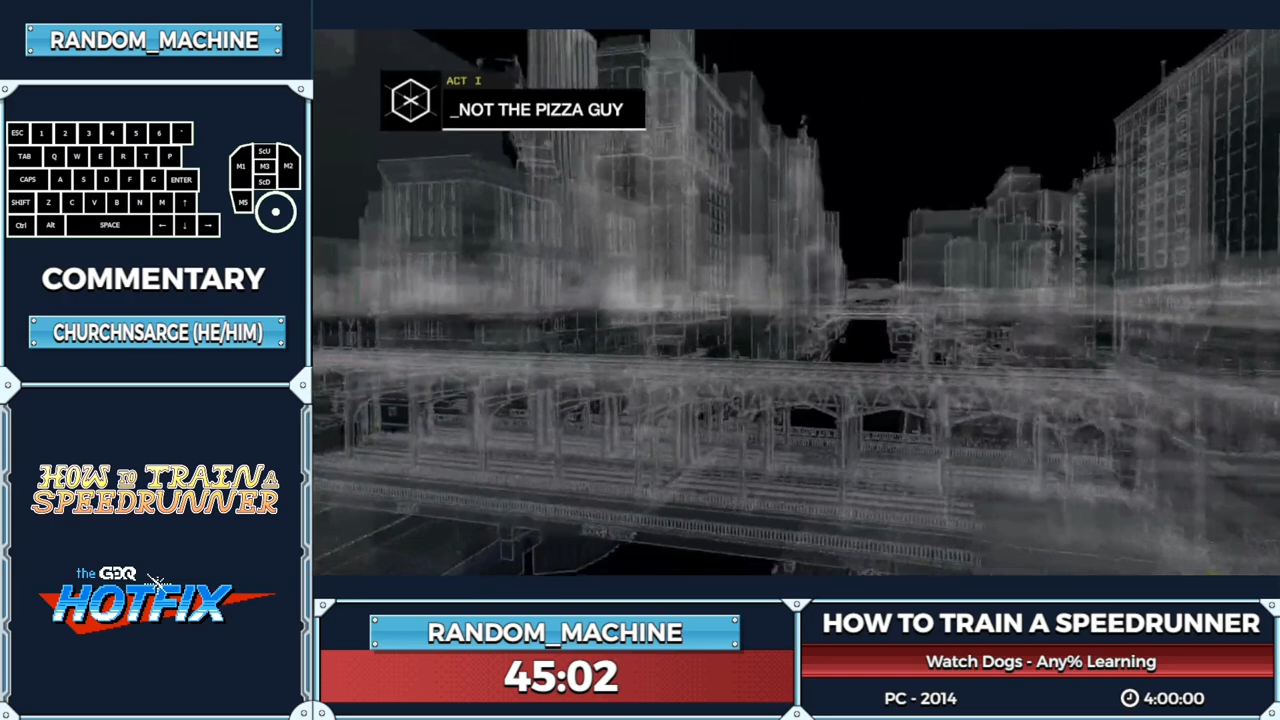 RANDOM_MACHINE
ESC 1 2 3 4 5 6 '
TAB Q W E R T P
CAPS A S D F G ENTER
SHIFT Z C V B N M ↑
Ctrl Alt SPACE ← ↓ →
ScU
M1 M3 M2
ScD
M5
COMMENTARY
CHURCHNSARGE (HE/HIM)
HOW TO TRAIN A
SPEEDRUNNER
the GDQ
HOTFIX
ACT I
_NOT THE PIZZA GUY
RANDOM_MACHINE
45:02
HOW TO TRAIN A SPEEDRUNNER
Watch Dogs - Any% Learning
PC - 2014
4:00:00